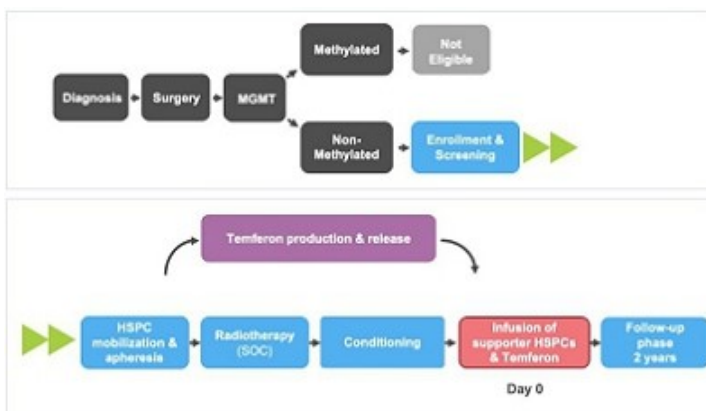 Methylated
Not
Eligible
Diagnosis
Surgery
MGMT
Non-
Methylated
Enrollment &
Screening
Temferon production & release
HSPC
mobilization &
apheresis
Radiotherapy
(SOC)
Conditioning
Infusion of
supporter HSPCs
& Temferon
Follow-up
phase
2 years
Day 0